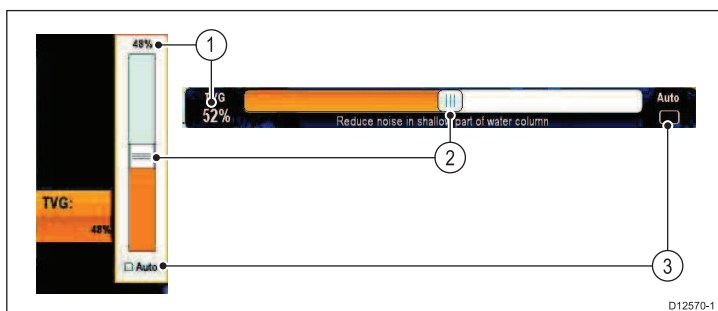 48%
1
TVG
52%
Auto
Reduce noise in shallow part of water column
2
TVG:
48%
Auto
3
D12570-1